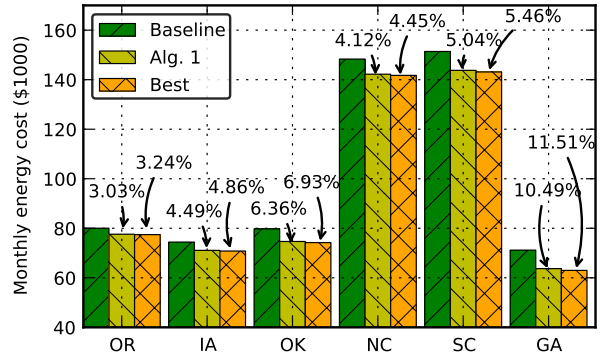 Monthly energy cost ($1000)
160
140
120
100
80
60
40
Baseline
Alg. 1
Best
3.03%
3.24%
4.49%
4.86%
6.36%
6.93%
4.12%
4.45%
5.04%
5.46%
10.49%
11.51%
OR
IA
OK
NC
SC
GA